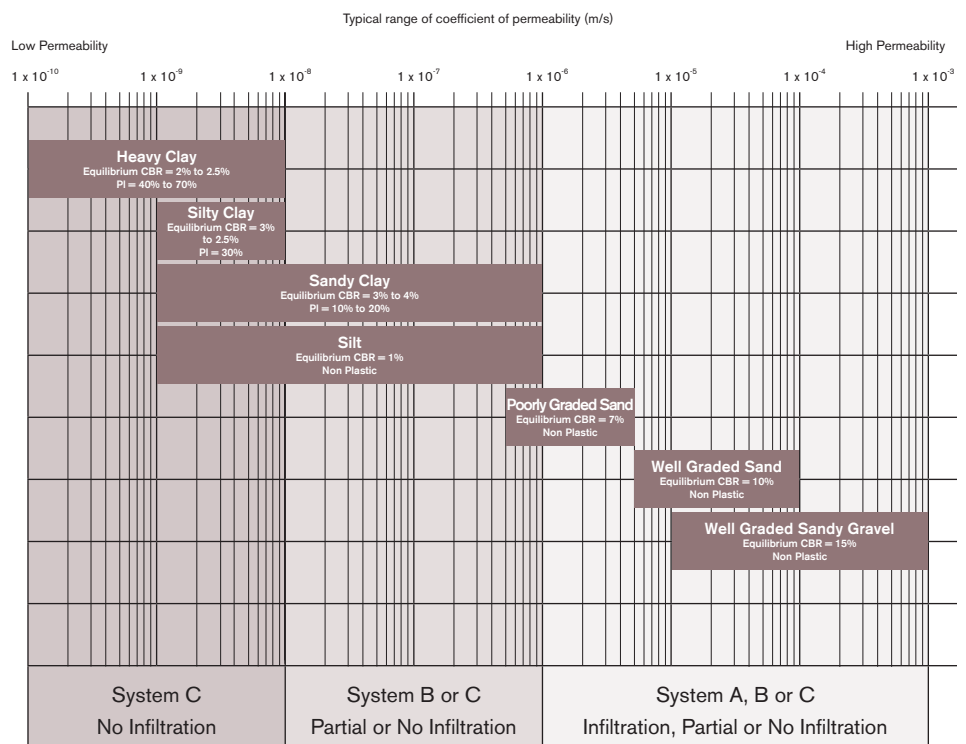 Typical range of coefficient of permeability (m/s)
Low Permeability High Permeability
1 x 10⁻¹⁰ 1 x 10⁻⁹ 1 x 10⁻⁸ 1 x 10⁻⁷ 1 x 10⁻⁶ 1 x 10⁻⁵ 1 x 10⁻⁴ 1 x 10⁻³
Heavy Clay
Equilibrium CBR = 2% to 2.5%
PI = 40% to 70%
Silty Clay
Equilibrium CBR = 3%
to 2.5%
PI = 30%
Sandy Clay
Equilibrium CBR = 3% to 4%
PI = 10% to 20%
Silt
Equilibrium CBR = 1%
Non Plastic
Poorly Graded Sand
Equilibrium CBR = 7%
Non Plastic
Well Graded Sand
Equilibrium CBR = 10%
Non Plastic
Well Graded Sandy Gravel
Equilibrium CBR = 15%
Non Plastic
System C
No Infiltration
System B or C
Partial or No Infiltration
System A, B or C
Infiltration, Partial or No Infiltration